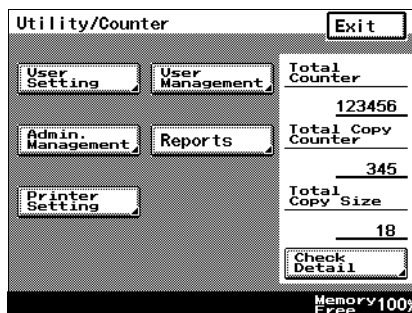 Utility/Counter
Exit
User
Setting
User
Management
Total
Counter
123456
Admin.
Management
Reports
Total Copy
Counter
345
Printer
Setting
Total
Copy Size
18
Check
Detail
Memory
Free 100%